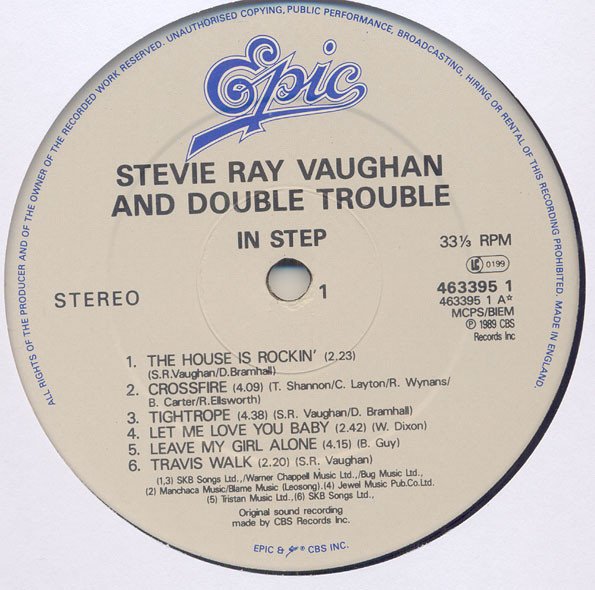 ALL RIGHTS OF THE PRODUCER AND OF THE OWNER OF THE RECORDED WORK RESERVED. UNAUTHORISED COPYING, PUBLIC PERFORMANCE, BROADCASTING, HIRING OR RENTAL OF THIS RECORDING PROHIBITED. MADE IN ENGLAND.
Epic
STEVIE RAY VAUGHAN
AND DOUBLE TROUBLE
IN STEP
33⅓ RPM
LC 0199
STEREO
1
463395 1
463395 1 A☆
MCPS/BIEM
℗ 1989 CBS
Records Inc
1. THE HOUSE IS ROCKIN' (2.23)
(S.R.Vaughan/D.Bramhall)
2. CROSSFIRE (4.09) (T. Shannon/C. Layton/R. Wynans/
B. Carter/R.Ellsworth)
3. TIGHTROPE (4.38) (S.R. Vaughan/D. Bramhall)
4. LET ME LOVE YOU BABY (2.42) (W. Dixon)
5. LEAVE MY GIRL ALONE (4.15) (B. Guy)
6. TRAVIS WALK (2.20) (S.R. Vaughan)
(1,3) SKB Songs Ltd.,/Warner Chappell Music Ltd./Bug Music Ltd.,
(2) Manchaca Music/Blame Music (Leosong).(4) Jewel Music Pub.Co.Ltd.
(5) Tristan Music Ltd.,(6) SKB Songs Ltd.,
Original sound recording
made by CBS Records Inc.
EPIC & ® CBS INC.